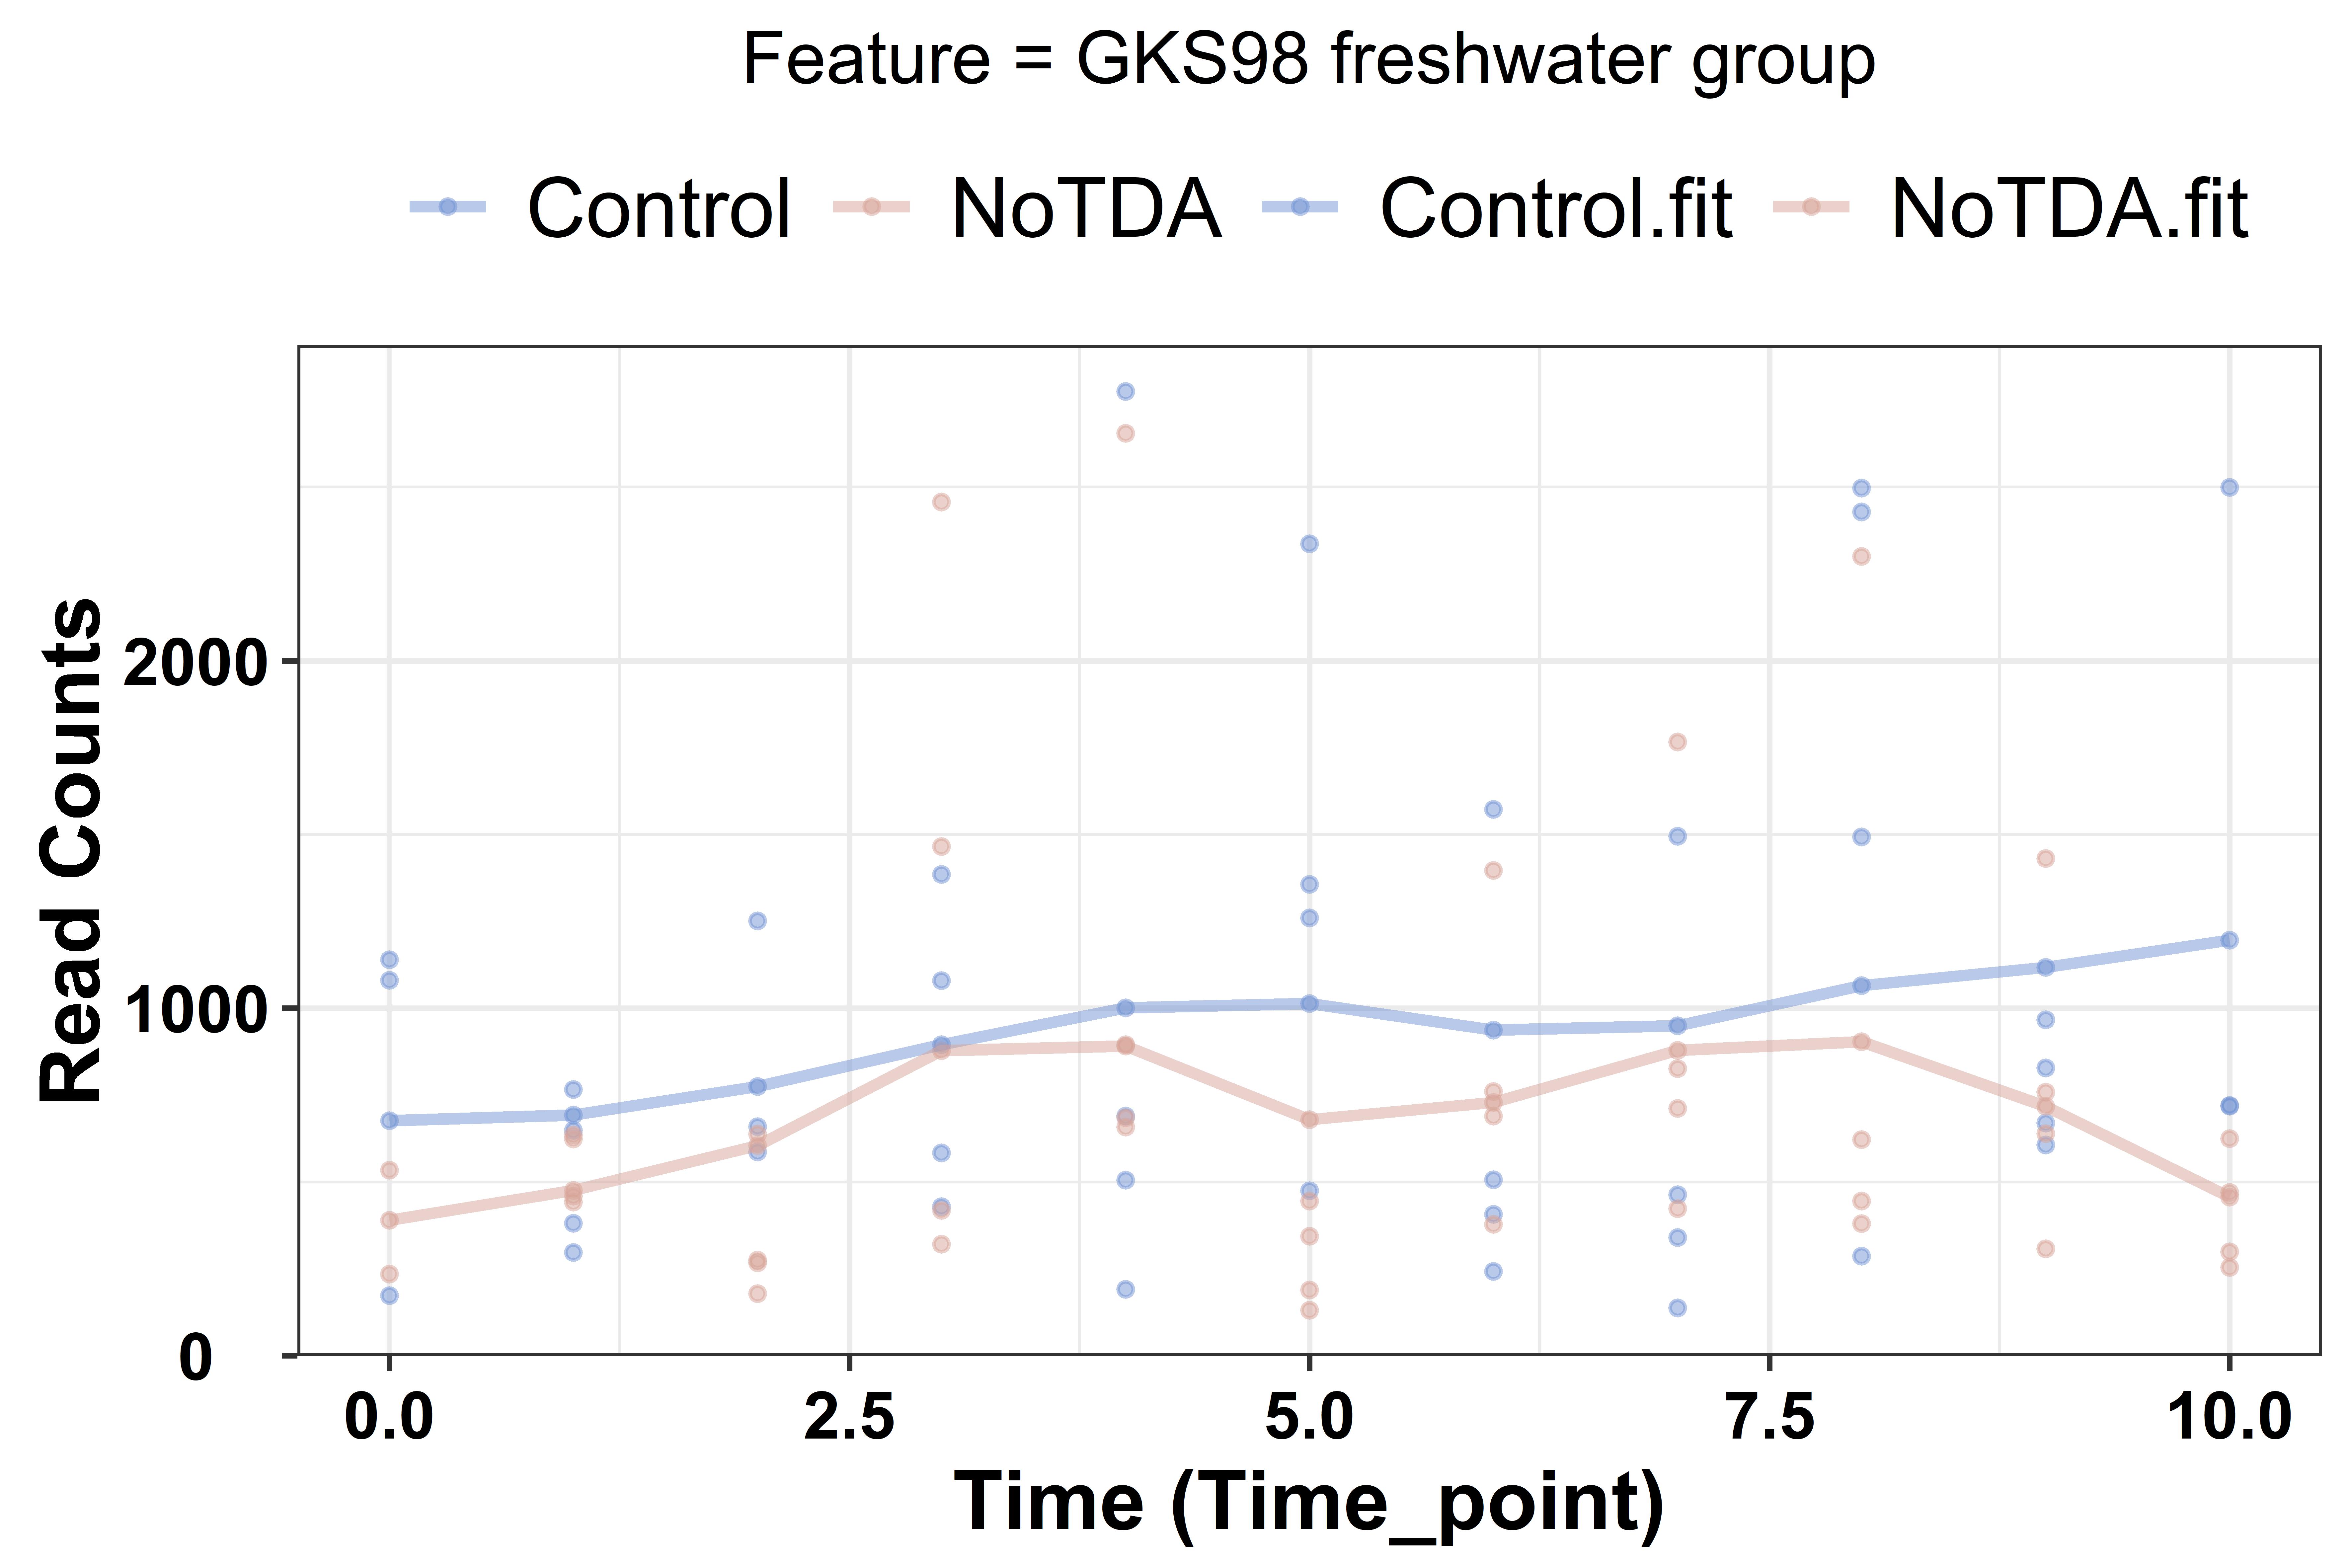 Feature = GKS98 freshwater group
Control NoTDA Control.fit NoTDA.fit
Read Counts
2000
1000
0
0.0 2.5 5.0 7.5 10.0
Time (Time_point)